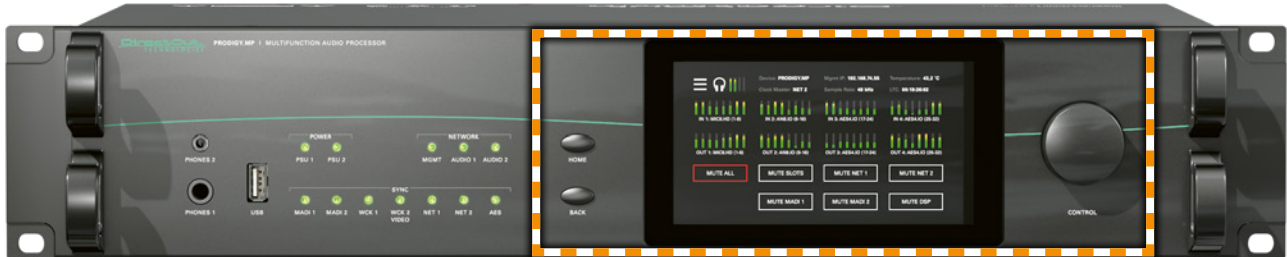 DirectOut
TECHNOLOGIES
PRODIGY.MP | MULTIFUNCTION AUDIO PROCESSOR
PHONES 2
PHONES 1
USB
POWER
PSU 1 PSU 2
NETWORK
MGMT AUDIO 1 AUDIO 2
SYNC
MADI 1 MADI 2 WCK 1 WCK 2 VIDEO NET 1 NET 2 AES
HOME
BACK
Device: PRODIGY.MP Mgmt IP: 192.168.74.55 Temperature: 43,2 °C
Clock Master: NET 2 Sample Rate: 48 kHz LTC:
IN 1: MIC8.HD (1-8) IN 2: AN8.IO (9-16) IN 3: AES4.IO (17-24) IN 4: AES4.IO (25-32)
OUT 1: MIC8.HD (1-8) OUT 2: AN8.IO (9-16) OUT 3: AES4.IO (17-24) OUT 4: AES4.IO (25-32)
MUTE ALL MUTE SLOTS MUTE NET 1 MUTE NET 2
MUTE MADI 1 MUTE MADI 2 MUTE DSP
CONTROL